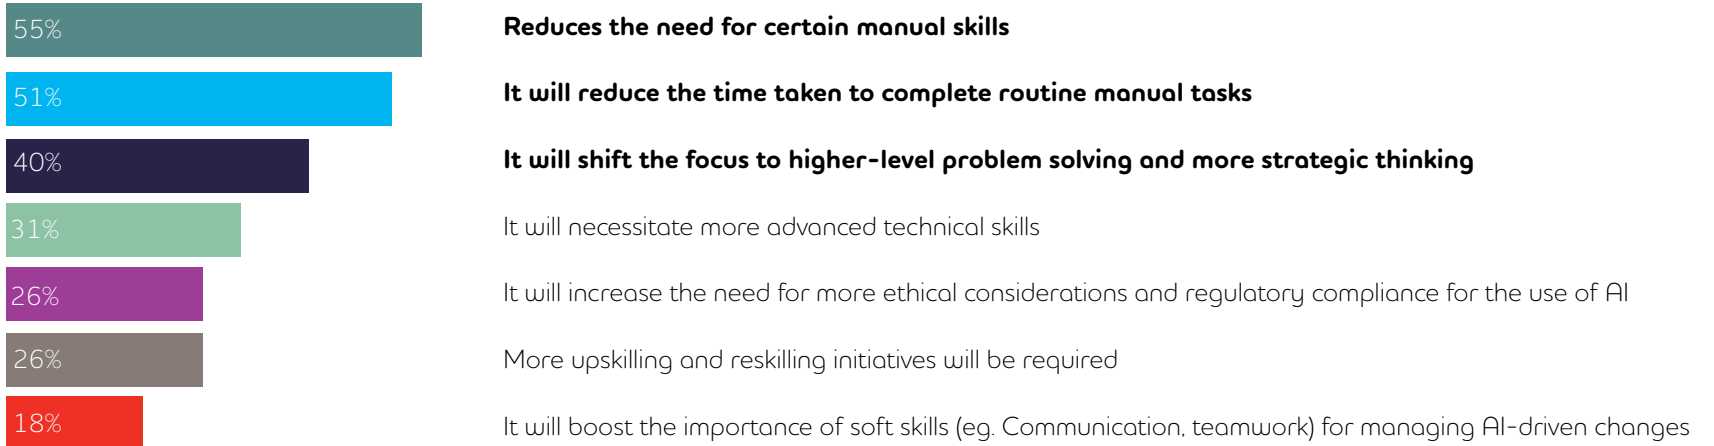 55% Reduces the need for certain manual skills
51% It will reduce the time taken to complete routine manual tasks
40% It will shift the focus to higher-level problem solving and more strategic thinking
31% It will necessitate more advanced technical skills
26% It will increase the need for more ethical considerations and regulatory compliance for the use of AI
26% More upskilling and reskilling initiatives will be required
18% It will boost the importance of soft skills (eg. Communication, teamwork) for managing AI-driven changes